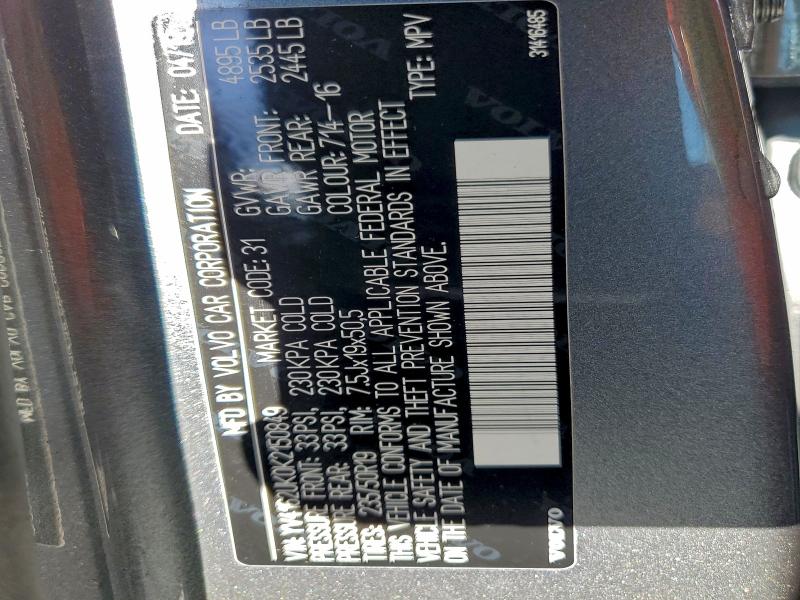 MFD BY VOLVO CAR CORPORATION DATE: 04/
VIN: MARKET CODE: 31 GVWR: 4895 LB
PRESSURE FRONT: 33PSI, 230KPA COLD GAWR FRONT: 2535 LB
PRESSURE REAR: 33PSI, 230KPA COLD GAWR REAR: 2445 LB
TIRES: 235/50R19 RIM: 7.5Jx19x50,5 COLOUR: 714--16
THIS VEHICLE CONFORMS TO ALL APPLICABLE FEDERAL MOTOR
VEHICLE SAFETY AND THEFT PREVENTION STANDARDS IN EFFECT
ON THE DATE OF MANUFACTURE SHOWN ABOVE. TYPE: MPV
VOLVO 31416485